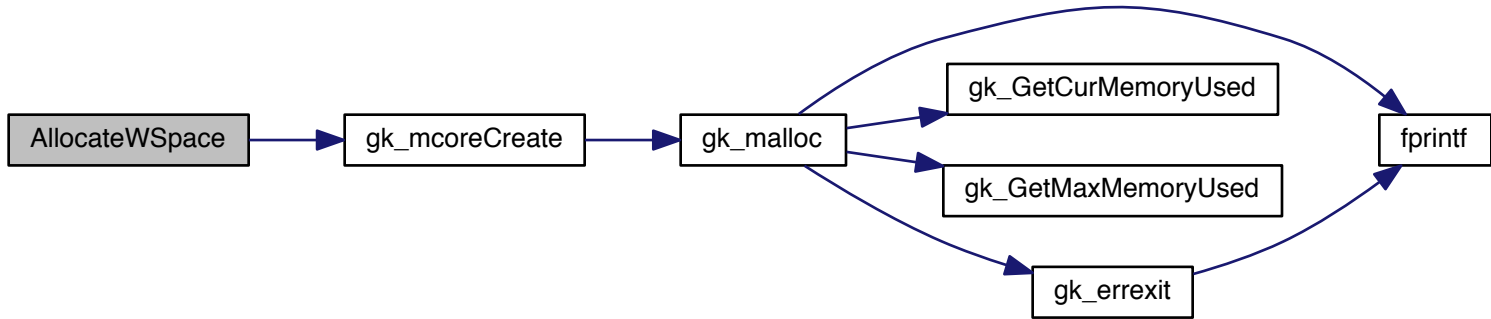 AllocateWSpace
gk_mcoreCreate
gk_malloc
gk_GetCurMemoryUsed
gk_GetMaxMemoryUsed
gk_errexit
fprintf